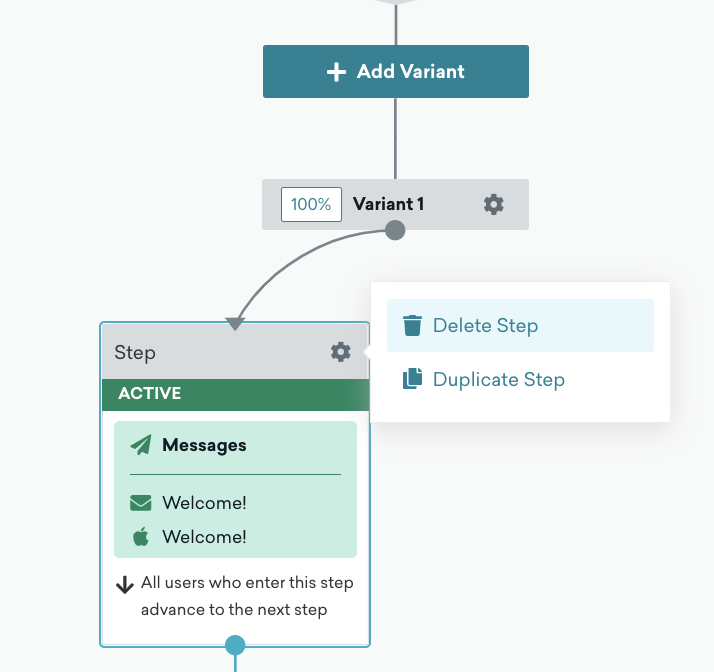 Add Variant
100% Variant 1
Step
Delete Step
Duplicate Step
ACTIVE
Messages
Welcome!
Welcome!
All users who enter this step
advance to the next step